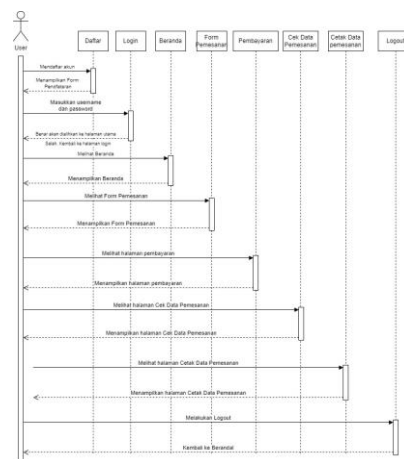 User
Daftar
Login
Beranda
Form
Pemesanan
Pembayaran
Cek Data
Pemesanan
Cetak Data
pemesanan
Logout
Mendaftar akun
Menampilkan Form
Pendfataran
Masukkan username
dan password
Benar akan dialihkan ke halaman utama
Salah. Kembali ke halaman login
Melihat Beranda
Menampilkan Beranda
Melihat Form Pemesanan
Menampilkan Form Pemesanan
Melihat halaman pembayaran
Menampilkan halaman pembayaran
Melihat halaman Cek Data Pemesanan
Menampilkan halaman Cek Data Pemesanan
Melihat halaman Cetak Data Pemesanan
Menampilkan halaman Cetak Data Pemesanan
Melakukan Logout
Kembali ke Berandal